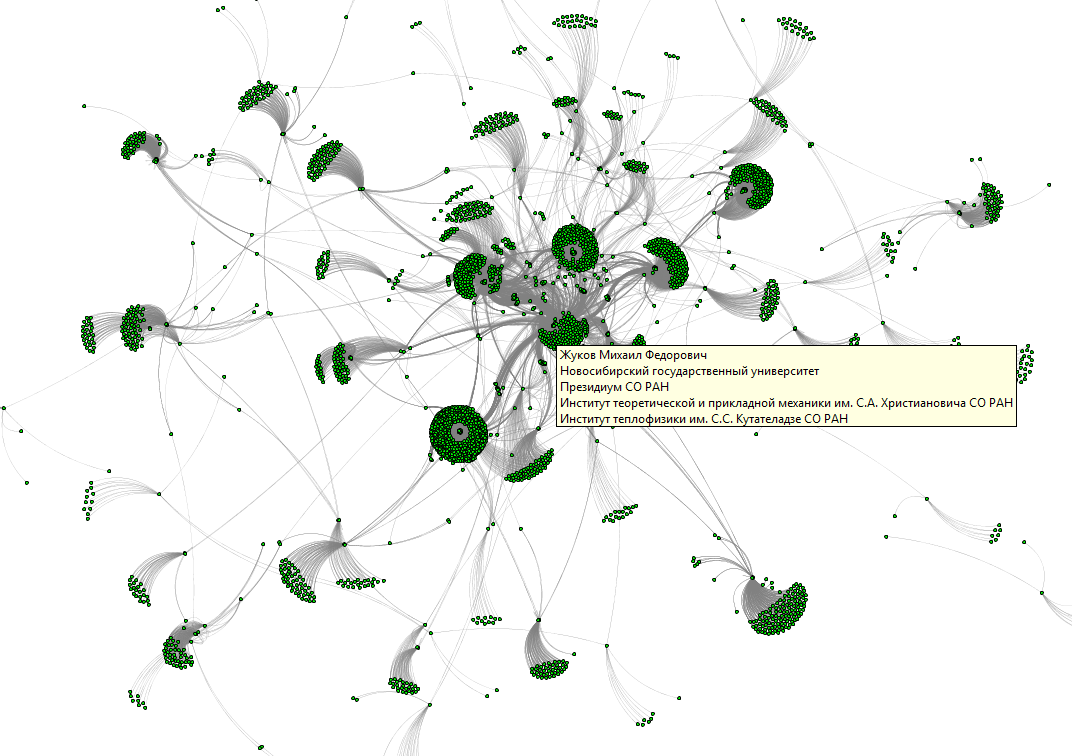 Жуков Михаил Федорович
Новосибирский государственный университет
Президиум СО РАН
Институт теоретической и прикладной механики им. С.А. Христиановича СО РАН
Институт теплофизики им. С.С. Кутателадзе СО РАН